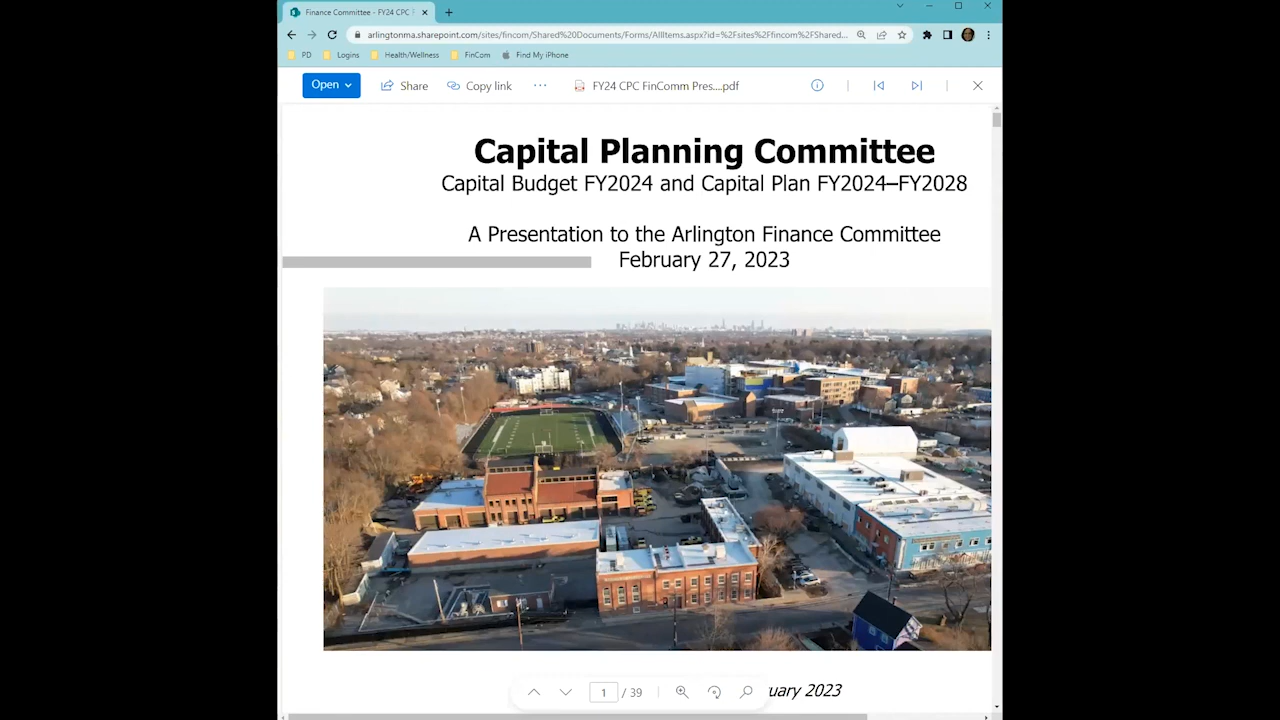 Finance Committee - FY24 CPC F
arlingtonma.sharepoint.com/sites/fincom/Shared%20Documents/Forms/AllItems.aspx?id=%2Fsites%2Ffincom%2FShared...
PD Logins Health/Wellness FinCom Find My iPhone
Open Share Copy link ... FY24 CPC FinComm Pres....pdf
Capital Planning Committee
Capital Budget FY2024 and Capital Plan FY2024–FY2028
A Presentation to the Arlington Finance Committee
February 27, 2023
1 / 39
uary 2023